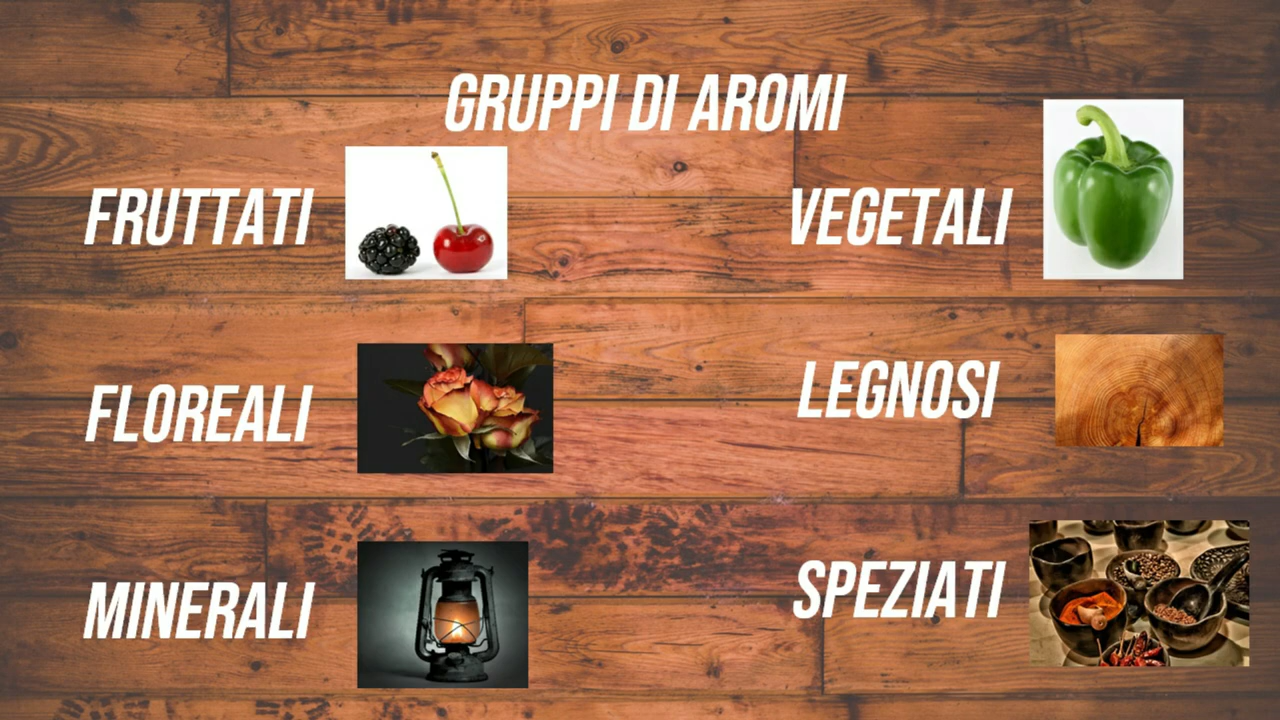 GRUPPI DI AROMI
FRUTTATI
VEGETALI
FLOREALI
LEGNOSI
MINERALI
SPEZIATI